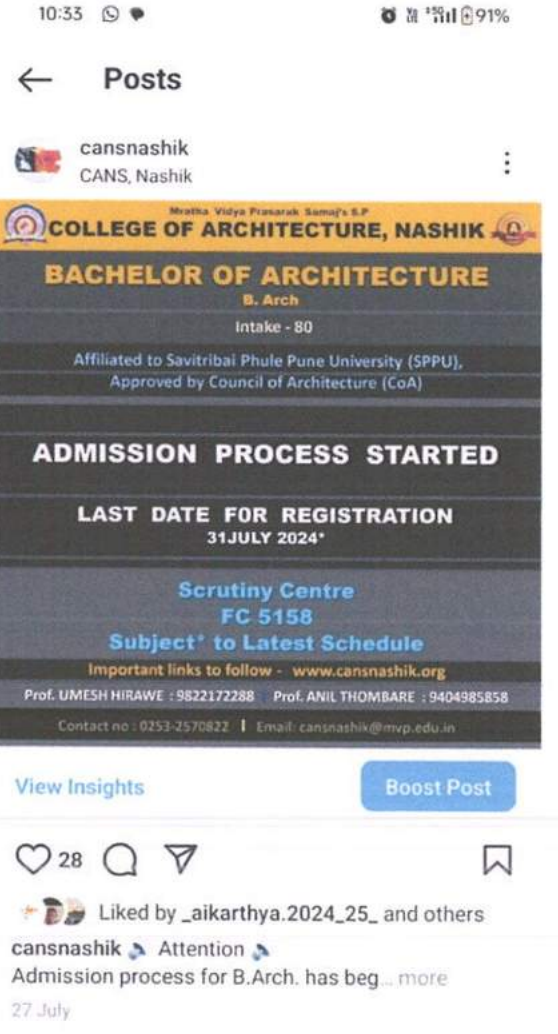 10:33
91%
Posts
cansnashik
CANS, Nashik
Mratha Vidya Prasarak Samaj's S.P
COLLEGE OF ARCHITECTURE, NASHIK
BACHELOR OF ARCHITECTURE
B. Arch
Intake - 80
Affiliated to Savitribai Phule Pune University (SPPU),
Approved by Council of Architecture (CoA)
ADMISSION PROCESS STARTED
LAST DATE FOR REGISTRATION
31JULY 2024*
Scrutiny Centre
FC 5158
Subject* to Latest Schedule
Important links to follow - www.cansnashik.org
Prof. UMESH HIRAWE : 9822172288 Prof. ANIL THOMBARE : 9404985858
Contact no : 0253-2570822 | Email: cansnashik@mvp.edu.in
View Insights
Boost Post
28
Liked by _aikarthya.2024_25_ and others
cansnashik Attention
Admission process for B.Arch. has beg... more
27 July